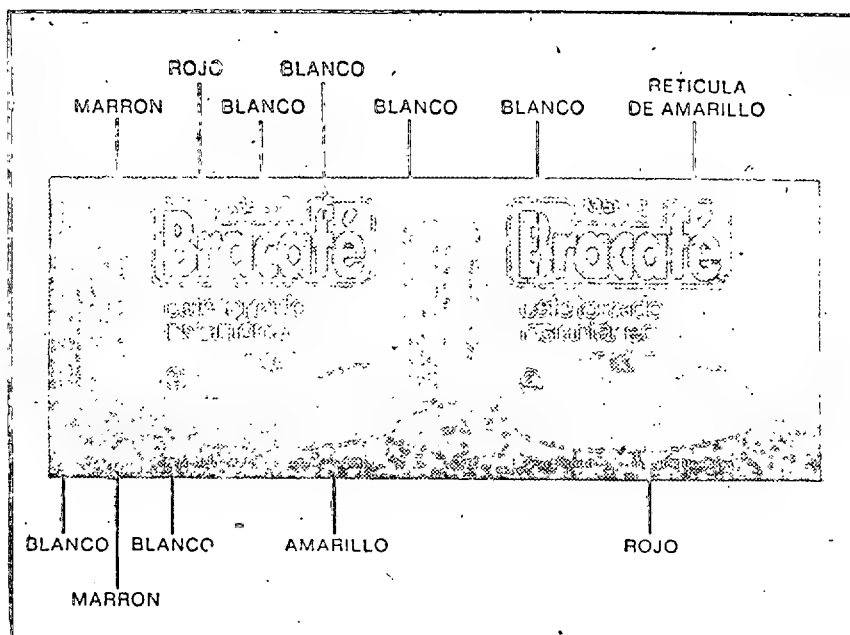 ROJO BLANCO
MARRON BLANCO BLANCO BLANCO RETICULA
DE AMARILLO
Bracafé Bracafé
BLANCO BLANCO AMARILLO ROJO
MARRON